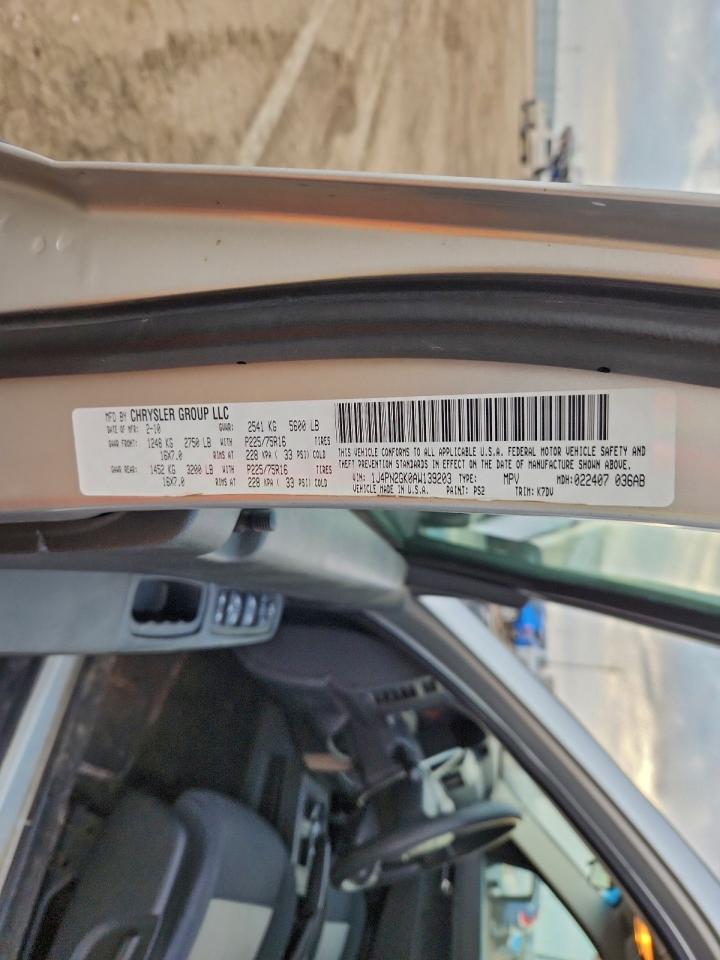 MFD BY CHRYSLER GROUP LLC
DATE OF MFR: 2-10 GVWR: 2541 KG 5600 LB
GAWR FRONT: 1248 KG 2750 LB WITH P225/75R16 TIRES
16X7.0 RIMS AT 228 KPA ( 33 PSI) COLD
GAWR REAR: 1452 KG 3200 LB WITH P225/75R16 TIRES
16X7.0 RIMS AT 228 KPA ( 33 PSI) COLD
THIS VEHICLE CONFORMS TO ALL APPLICABLE U.S.A. FEDERAL MOTOR VEHICLE SAFETY AND
THEFT PREVENTION STANDARDS IN EFFECT ON THE DATE OF MANUFACTURE SHOWN ABOVE.
VIN: 1J4PN2GK0AW139203 TYPE: MPV MDH: 022407 036AB
VEHICLE MADE IN U.S.A. PAINT: PS2 TRIM: K7DV